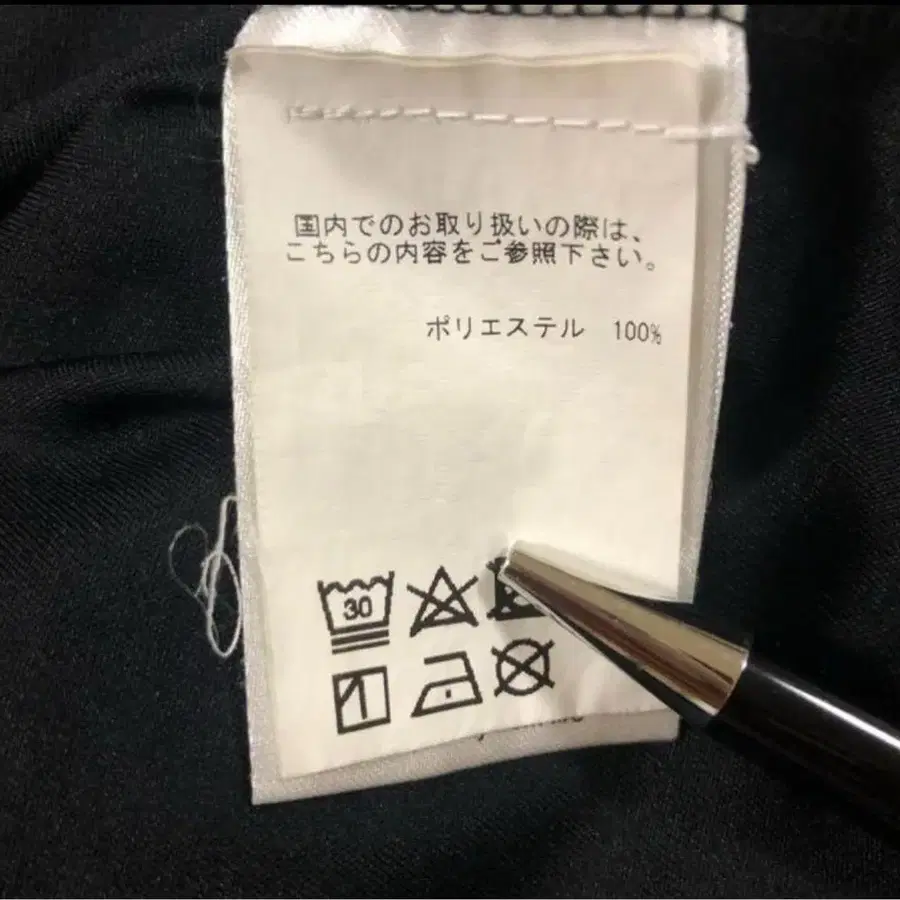 国内でのお取り扱いの際は、
こちらの内容をご参照下さい。
ポリエステル 100%
30